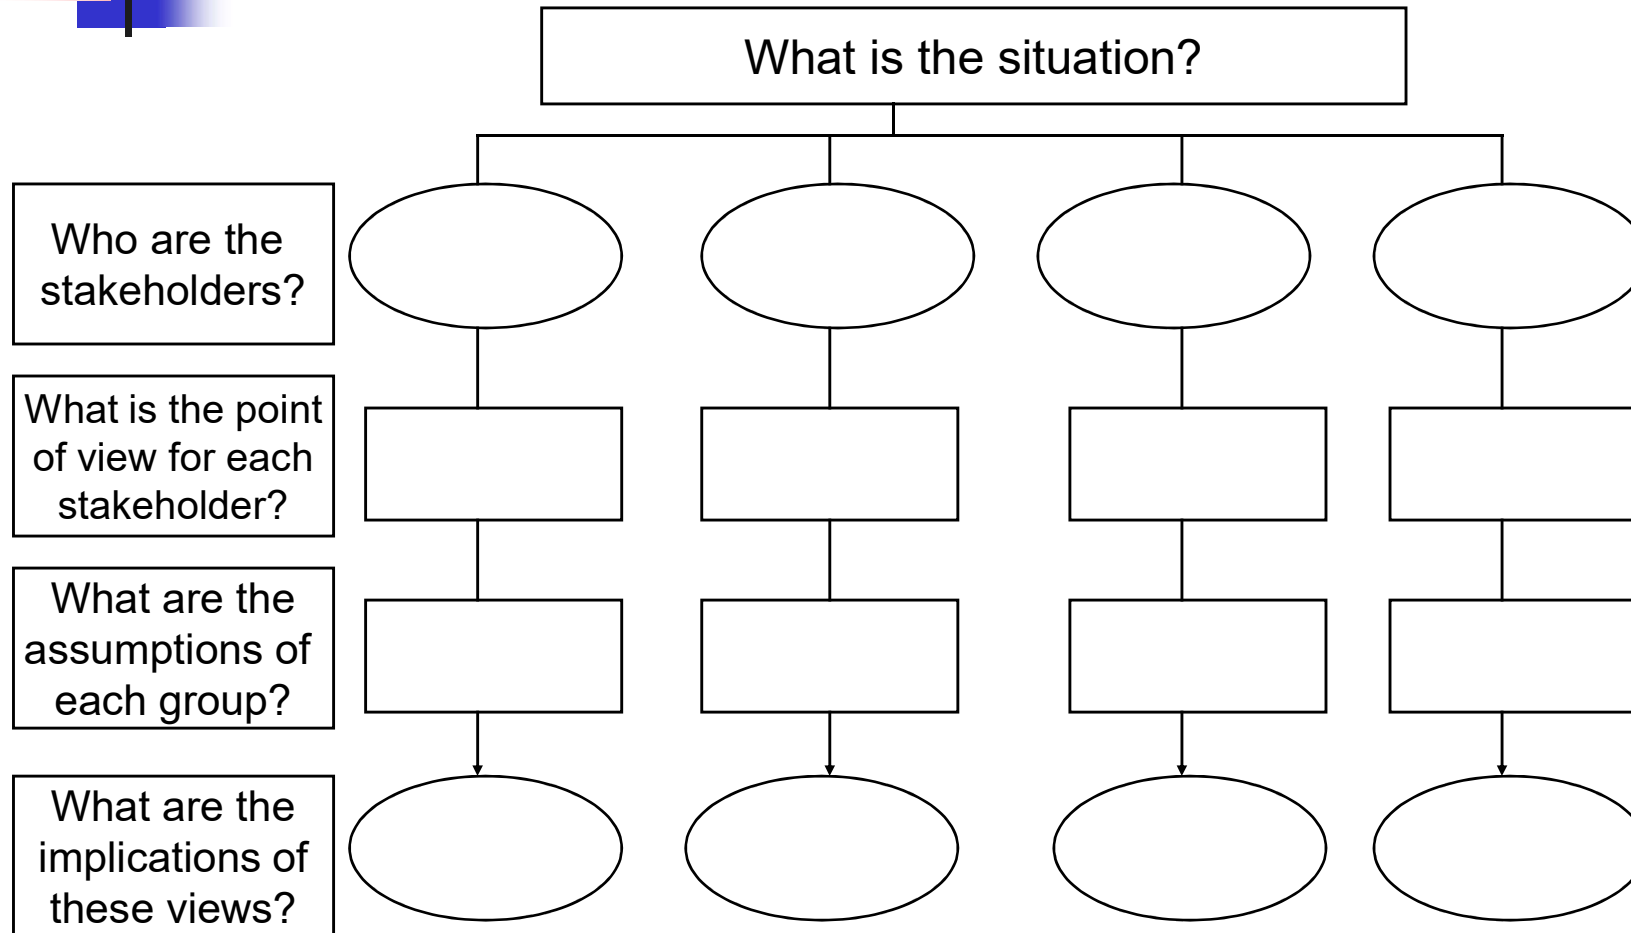 What is the situation?
Who are the
stakeholders?
What is the point
of view for each
stakeholder?
What are the
assumptions of
each group?
What are the
implications of
these views?